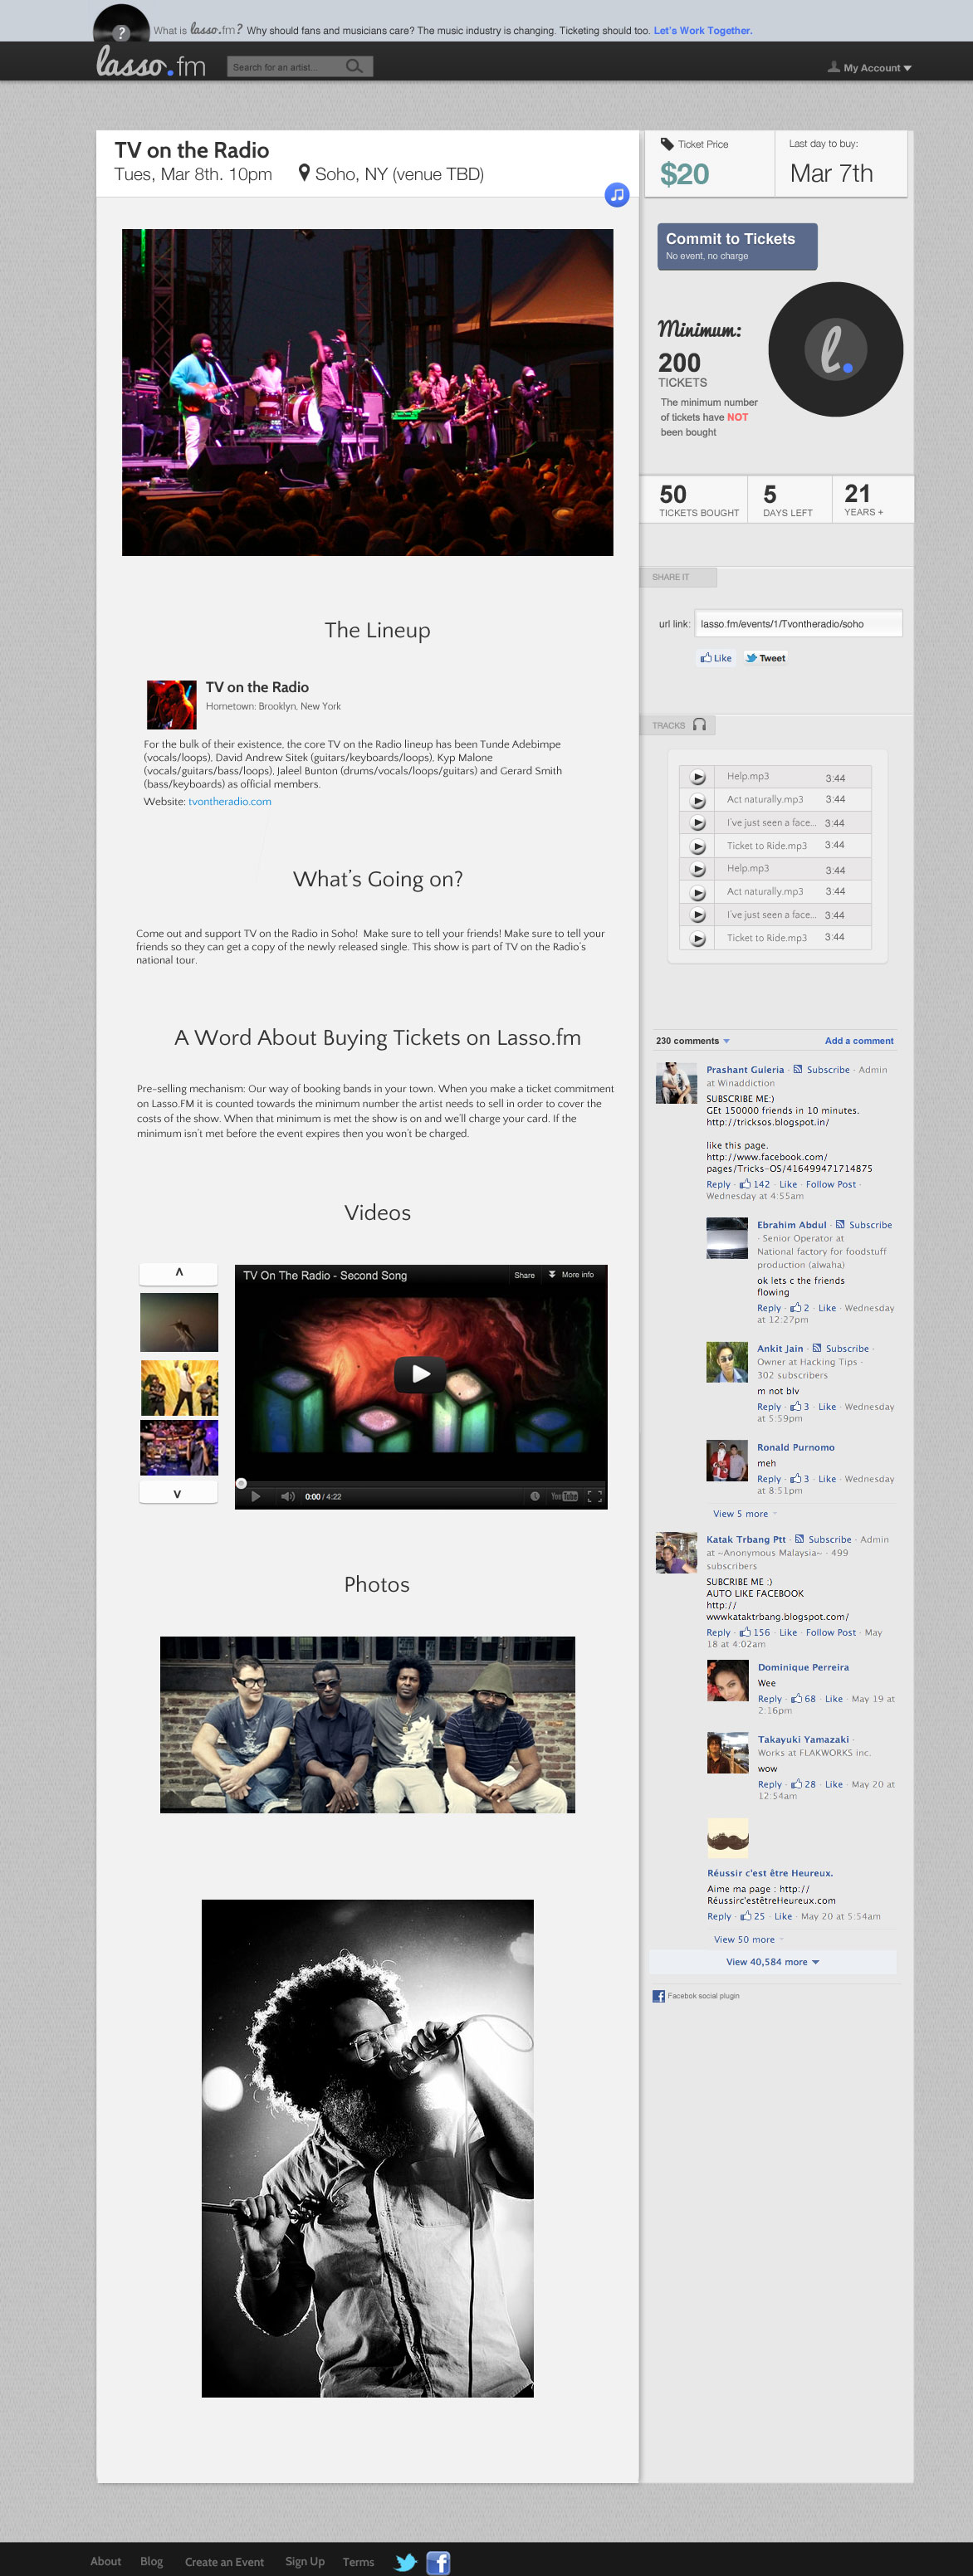 What is lasso.fm? Why should fans and musicians care? The music industry is changing. Ticketing should too. Let's Work Together.
?
lasso.fm
Search for an artist...
My Account
TV on the Radio
Tues, Mar 8th. 10pm
Soho, NY (venue TBD)
Ticket Price
$20
Last day to buy:
Mar 7th
Commit to Tickets
No event, no charge
Minimum:
200
TICKETS
The minimum number
of tickets have NOT
been bought
l.
50
TICKETS BOUGHT
5
DAYS LEFT
21
YEARS +
SHARE IT
url link: lasso.fm/events/1/Tvontheradio/soho
Like
Tweet
The Lineup
TV on the Radio
Hometown: Brooklyn, New York
For the bulk of their existence, the core TV on the Radio lineup has been Tunde Adebimpe
(vocals/loops), David Andrew Sitek (guitars/keyboards/loops), Kyp Malone
(vocals/guitars/bass/loops), Jaleel Bunton (drums/vocals/loops/guitars) and Gerard Smith
(bass/keyboards) as official members.
Website: tvontheradio.com
TRACKS
Help.mp3 3:44
Act naturally.mp3 3:44
I've just seen a face... 3:44
Ticket to Ride.mp3 3:44
Help.mp3 3:44
Act naturally.mp3 3:44
I've just seen a face... 3:44
Ticket to Ride.mp3 3:44
What's Going on?
Come out and support TV on the Radio in Soho! Make sure to tell your friends! Make sure to tell your
friends so they can get a copy of the newly released single. This show is part of TV on the Radio's
national tour.
A Word About Buying Tickets on Lasso.fm
Pre-selling mechanism: Our way of booking bands in your town. When you make a ticket commitment
on Lasso.FM it is counted towards the minimum number the artist needs to sell in order to cover the
costs of the show. When that minimum is met the show is on and we'll charge your card. If the
minimum isn't met before the event expires then you won't be charged.
Videos
TV On The Radio - Second Song
Share
More info
0:00 / 4:22
YouTube
Photos
230 comments
Add a comment
Prashant Guleria · Subscribe · Admin
at Winaddiction
SUBSCRIBE ME:)
GEt 150000 friends in 10 minutes.
http://tricksos.blogspot.in/
like this page.
http://www.facebook.com/
pages/Tricks-OS/416499471714875
Reply · 142 · Like · Follow Post ·
Wednesday at 4:55am
Ebrahim Abdul · Subscribe
· Senior Operator at
National factory for foodstuff
production (alwaha)
ok lets c the friends
flowing
Reply · 2 · Like · Wednesday
at 12:27pm
Ankit Jain · Subscribe ·
Owner at Hacking Tips ·
302 subscribers
m not blv
Reply · 3 · Like · Wednesday
at 5:59pm
Ronald Purnomo
meh
Reply · 3 · Like · Wednesday
at 8:51pm
View 5 more
Katak Trbang Ptt · Subscribe · Admin
at ~Anonymous Malaysia~ · 499
subscribers
SUBCRIBE ME :)
AUTO LIKE FACEBOOK
http://
wwwkataktrbang.blogspot.com/
Reply · 156 · Like · Follow Post · May
18 at 4:02am
Dominique Perreira
Wee
Reply · 68 · Like · May 19 at
2:16pm
Takayuki Yamazaki ·
Works at FLAKWORKS inc.
wow
Reply · 28 · Like · May 20 at
12:54am
Réussir c'est être Heureux.
Aime ma page : http://
Réussirc'estêtreHeureux.com
Reply · 25 · Like · May 20 at 5:54am
View 50 more
View 40,584 more
Facebok social plugin
About
Blog
Create an Event
Sign Up
Terms